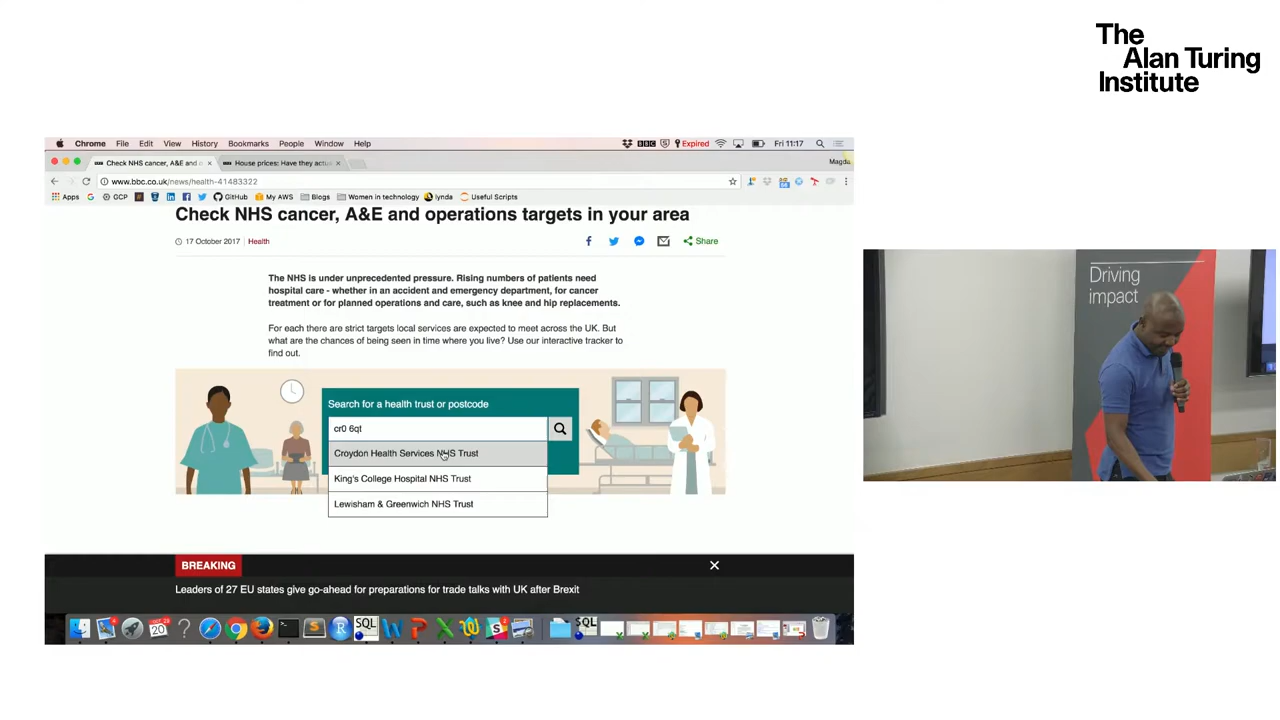 The
Alan Turing
Institute
Chrome File Edit View History Bookmarks People Window Help
BBC Expired Fri 11:17
Check NHS cancer, A&E and o
House prices: Have they actu
Magda
www.bbc.co.uk/news/health-41483322
Apps GCP GitHub My AWS Blogs Women in technology lynda Useful Scripts
Check NHS cancer, A&E and operations targets in your area
17 October 2017 Health
Share
The NHS is under unprecedented pressure. Rising numbers of patients need
hospital care - whether in an accident and emergency department, for cancer
treatment or for planned operations and care, such as knee and hip replacements.
For each there are strict targets local services are expected to meet across the UK. But
what are the chances of being seen in time where you live? Use our interactive tracker to
find out.
Search for a health trust or postcode
cr0 6qt
Croydon Health Services NHS Trust
King's College Hospital NHS Trust
Lewisham & Greenwich NHS Trust
BREAKING
Leaders of 27 EU states give go-ahead for preparations for trade talks with UK after Brexit
20
SQL
SQL
Driving
impact